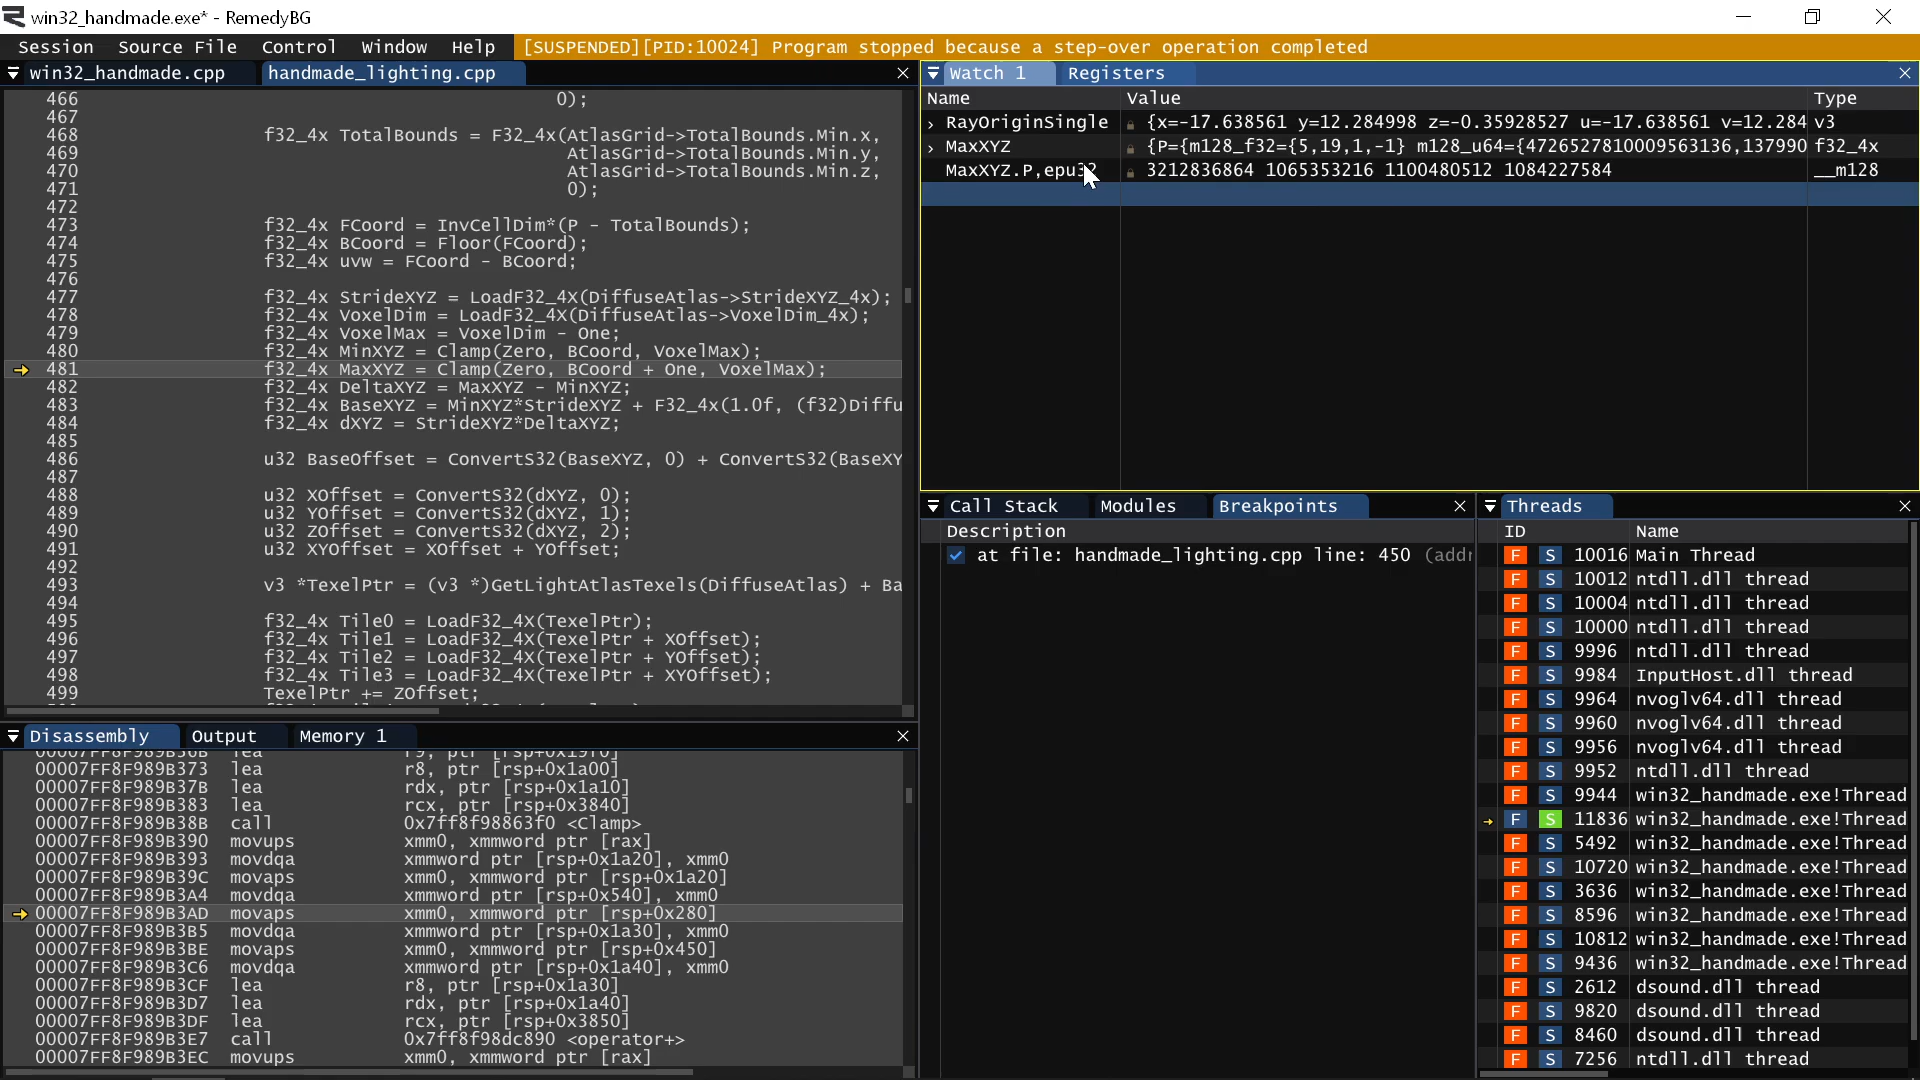 win32_handmade.exe* - RemedyBG
Session Source File Control Window Help [SUSPENDED][PID:10024] Program stopped because a step-over operation completed
win32_handmade.cpp handmade_lighting.cpp
466 0);
467
468 f32_4x TotalBounds = F32_4x(AtlasGrid->TotalBounds.Min.x,
469 AtlasGrid->TotalBounds.Min.y,
470 AtlasGrid->TotalBounds.Min.z,
471 0);
472
473 f32_4x FCoord = InvCellDim*(P - TotalBounds);
474 f32_4x BCoord = Floor(FCoord);
475 f32_4x uvw = FCoord - BCoord;
476
477 f32_4x StrideXYZ = LoadF32_4X(DiffuseAtlas->StrideXYZ_4x);
478 f32_4x VoxelDim = LoadF32_4X(DiffuseAtlas->VoxelDim_4x);
479 f32_4x VoxelMax = VoxelDim - One;
480 f32_4x MinXYZ = Clamp(Zero, BCoord, VoxelMax);
481 f32_4x MaxXYZ = Clamp(Zero, BCoord + One, VoxelMax);
482 f32_4x DeltaXYZ = MaxXYZ - MinXYZ;
483 f32_4x BaseXYZ = MinXYZ*StrideXYZ + F32_4x(1.0f, (f32)Diffu
484 f32_4x dXYZ = StrideXYZ*DeltaXYZ;
485
486 u32 BaseOffset = ConvertS32(BaseXYZ, 0) + ConvertS32(BaseXY
487
488 u32 XOffset = ConvertS32(dXYZ, 0);
489 u32 YOffset = ConvertS32(dXYZ, 1);
490 u32 ZOffset = ConvertS32(dXYZ, 2);
491 u32 XYOffset = XOffset + YOffset;
492
493 v3 *TexelPtr = (v3 *)GetLightAtlasTexels(DiffuseAtlas) + Ba
494
495 f32_4x Tile0 = LoadF32_4X(TexelPtr);
496 f32_4x Tile1 = LoadF32_4X(TexelPtr + XOffset);
497 f32_4x Tile2 = LoadF32_4X(TexelPtr + YOffset);
498 f32_4x Tile3 = LoadF32_4X(TexelPtr + XYOffset);
499 TexelPtr += ZOffset;
Disassembly Output Memory 1
00007FF8F989B36B lea r9, ptr [rsp+0x19f0]
00007FF8F989B373 lea r8, ptr [rsp+0x1a00]
00007FF8F989B37B lea rdx, ptr [rsp+0x1a10]
00007FF8F989B383 lea rcx, ptr [rsp+0x3840]
00007FF8F989B38B call 0x7ff8f98863f0 <Clamp>
00007FF8F989B390 movups xmm0, xmmword ptr [rax]
00007FF8F989B393 movdqa xmmword ptr [rsp+0x1a20], xmm0
00007FF8F989B39C movaps xmm0, xmmword ptr [rsp+0x1a20]
00007FF8F989B3A4 movdqa xmmword ptr [rsp+0x540], xmm0
00007FF8F989B3AD movaps xmm0, xmmword ptr [rsp+0x280]
00007FF8F989B3B5 movdqa xmmword ptr [rsp+0x1a30], xmm0
00007FF8F989B3BE movaps xmm0, xmmword ptr [rsp+0x450]
00007FF8F989B3C6 movdqa xmmword ptr [rsp+0x1a40], xmm0
00007FF8F989B3CF lea r8, ptr [rsp+0x1a30]
00007FF8F989B3D7 lea rdx, ptr [rsp+0x1a40]
00007FF8F989B3DF lea rcx, ptr [rsp+0x3850]
00007FF8F989B3E7 call 0x7ff8f98dc890 <operator+>
00007FF8F989B3EC movups xmm0, xmmword ptr [rax]
Watch 1 Registers
Name Value Type
RayOriginSingle {x=-17.638561 y=12.284998 z=-0.35928527 u=-17.638561 v=12.284 v3
MaxXYZ {P={m128_f32={5,19,1,-1} m128_u64={4726527810009563136,137990 f32_4x
MaxXYZ.P,epu32 3212836864 1065353216 1100480512 1084227584 __m128
Call Stack Modules Breakpoints
Description
at file: handmade_lighting.cpp line: 450 (addr
Threads
ID Name
F S 10016 Main Thread
F S 10012 ntdll.dll thread
F S 10004 ntdll.dll thread
F S 10000 ntdll.dll thread
F S 9996 ntdll.dll thread
F S 9984 InputHost.dll thread
F S 9964 nvoglv64.dll thread
F S 9960 nvoglv64.dll thread
F S 9956 nvoglv64.dll thread
F S 9952 ntdll.dll thread
F S 9944 win32_handmade.exe!Thread
F S 11836 win32_handmade.exe!Thread
F S 5492 win32_handmade.exe!Thread
F S 10720 win32_handmade.exe!Thread
F S 3636 win32_handmade.exe!Thread
F S 8596 win32_handmade.exe!Thread
F S 10812 win32_handmade.exe!Thread
F S 9436 win32_handmade.exe!Thread
F S 2612 dsound.dll thread
F S 9820 dsound.dll thread
F S 8460 dsound.dll thread
F S 7256 ntdll.dll thread